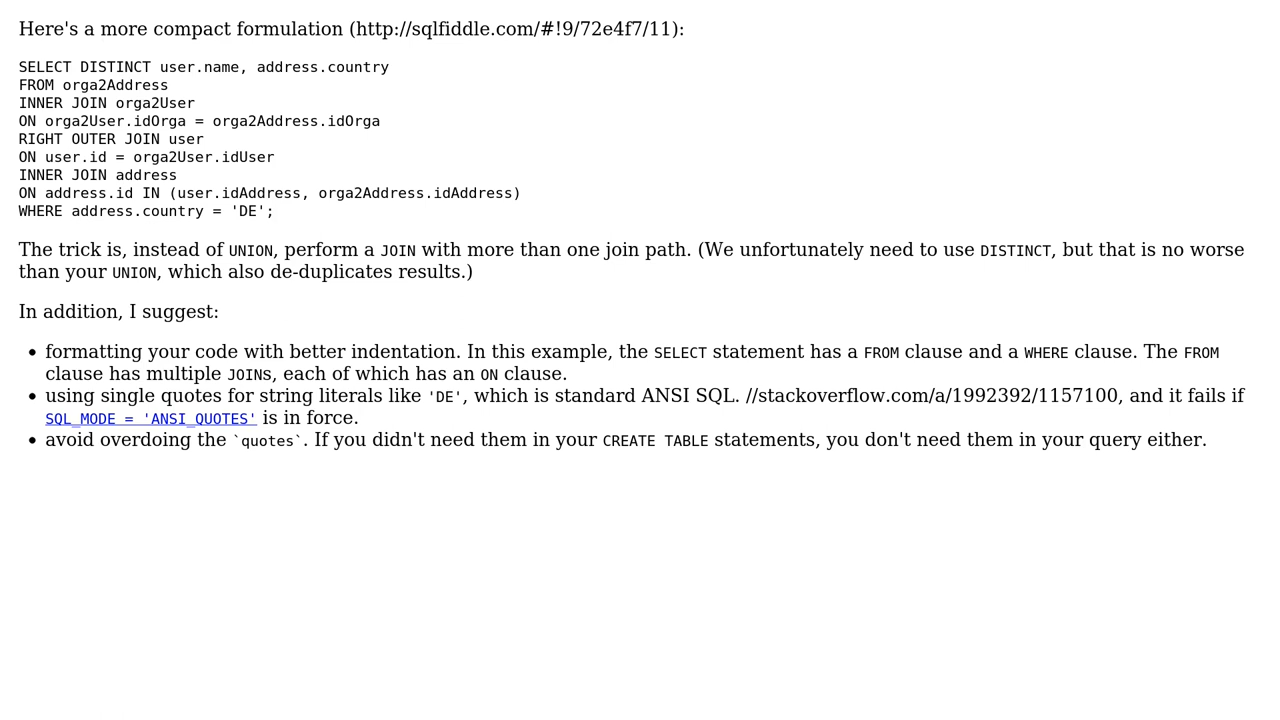 Here's a more compact formulation (http://sqlfiddle.com/#!9/72e4f7/11):
SELECT DISTINCT user.name, address.country
FROM orga2Address
INNER JOIN orga2User
ON orga2User.idOrga = orga2Address.idOrga
RIGHT OUTER JOIN user
ON user.id = orga2User.idUser
INNER JOIN address
ON address.id IN (user.idAddress, orga2Address.idAddress)
WHERE address.country = 'DE';
The trick is, instead of UNION, perform a JOIN with more than one join path. (We unfortunately need to use DISTINCT, but that is no worse
than your UNION, which also de-duplicates results.)
In addition, I suggest:
• formatting your code with better indentation. In this example, the SELECT statement has a FROM clause and a WHERE clause. The FROM
clause has multiple JOINs, each of which has an ON clause.
• using single quotes for string literals like 'DE', which is standard ANSI SQL. //stackoverflow.com/a/1992392/1157100, and it fails if
SQL_MODE = 'ANSI_QUOTES' is in force.
• avoid overdoing the `quotes`. If you didn't need them in your CREATE TABLE statements, you don't need them in your query either.